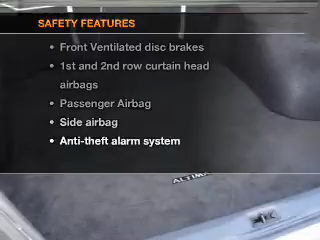 SAFETY FEATURES
• Front Ventilated disc brakes
• 1st and 2nd row curtain head
airbags
• Passenger Airbag
• Side airbag
• Anti-theft alarm system
ALTIMA